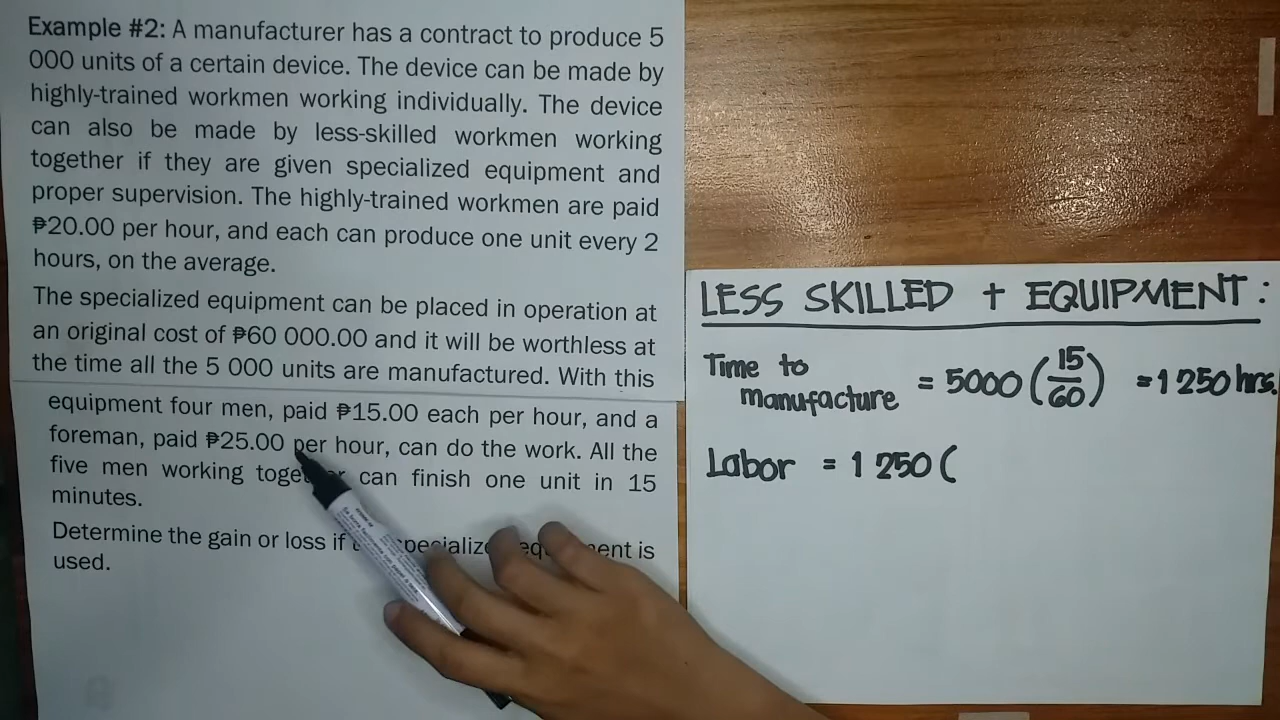 Example #2: A manufacturer has a contract to produce 5
000 units of a certain device. The device can be made by
highly-trained workmen working individually. The device
can also be made by less-skilled workmen working
together if they are given specialized equipment and
proper supervision. The highly-trained workmen are paid
₱20.00 per hour, and each can produce one unit every 2
hours, on the average.
The specialized equipment can be placed in operation at
an original cost of ₱60 000.00 and it will be worthless at
the time all the 5 000 units are manufactured. With this
equipment four men, paid ₱15.00 each per hour, and a
foreman, paid ₱25.00 per hour, can do the work. All the
five men working together can finish one unit in 15
minutes.
Determine the gain or loss if specialized equipment is
used.
LESS SKILLED + EQUIPMENT:
Time to
manufacture = 5000 (15/60) = 1 250 hrs.
Labor = 1 250 (